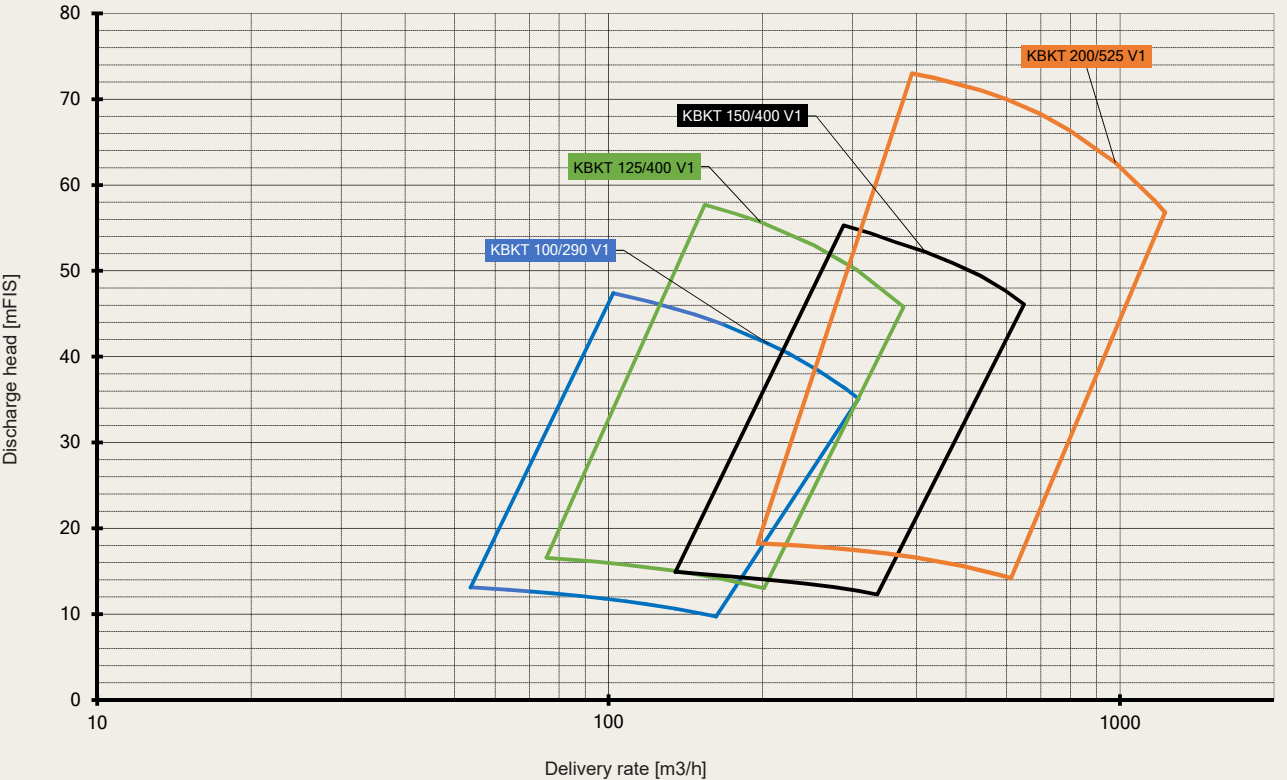 80
70
60
50
40
30
20
10
0
Discharge head [mFIS]
KBKT 200/525 V1
KBKT 150/400 V1
KBKT 125/400 V1
KBKT 100/290 V1
10
100
1000
Delivery rate [m3/h]